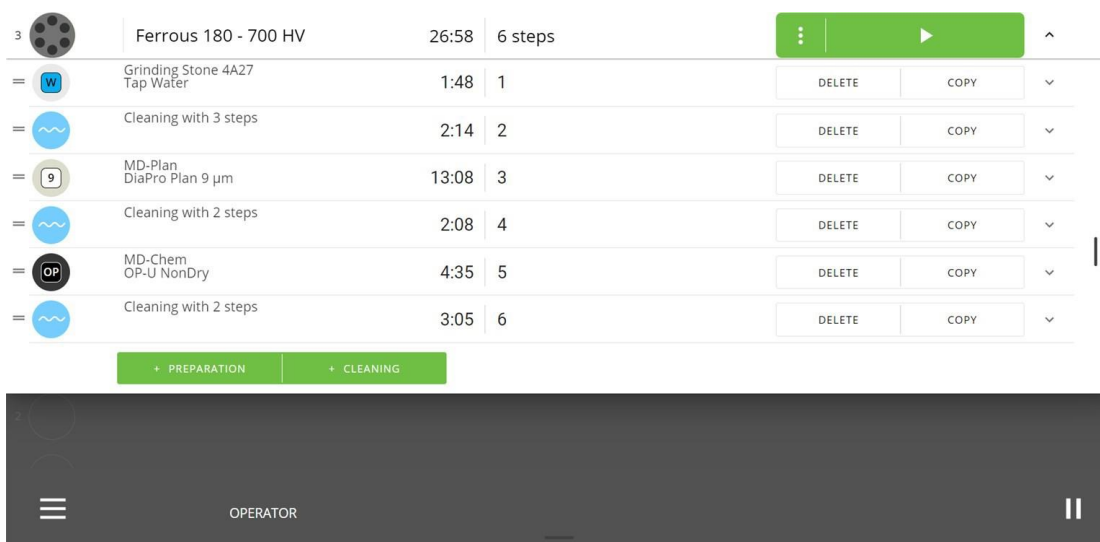 3 Ferrous 180 - 700 HV 26:58 6 steps
W Grinding Stone 4A27
Tap Water 1:48 1 DELETE COPY
Cleaning with 3 steps 2:14 2 DELETE COPY
9 MD-Plan
DiaPro Plan 9 µm 13:08 3 DELETE COPY
Cleaning with 2 steps 2:08 4 DELETE COPY
OP MD-Chem
OP-U NonDry 4:35 5 DELETE COPY
Cleaning with 2 steps 3:05 6 DELETE COPY
+ PREPARATION + CLEANING
2
OPERATOR